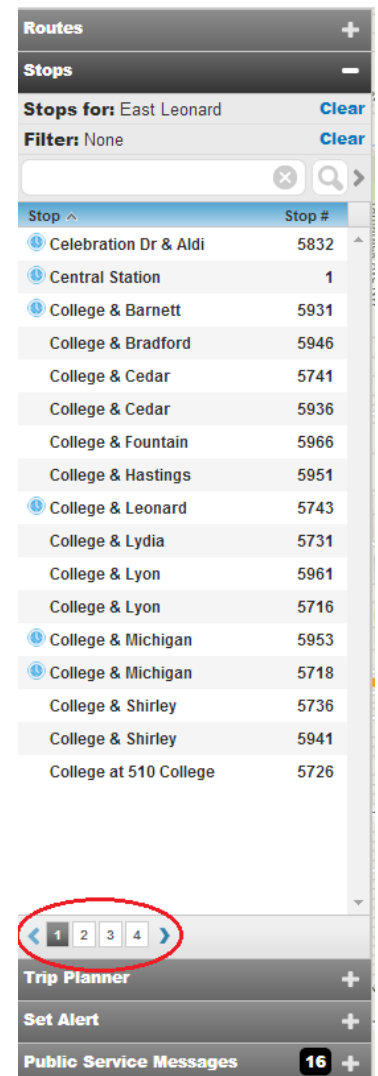 Routes
Stops
Stops for: East Leonard Clear
Filter: None Clear
Stop Stop #
Celebration Dr & Aldi 5832
Central Station 1
College & Barnett 5931
College & Bradford 5946
College & Cedar 5741
College & Cedar 5936
College & Fountain 5966
College & Hastings 5951
College & Leonard 5743
College & Lydia 5731
College & Lyon 5961
College & Lyon 5716
College & Michigan 5953
College & Michigan 5718
College & Shirley 5736
College & Shirley 5941
College at 510 College 5726
1 2 3 4
Trip Planner
Set Alert
Public Service Messages 16